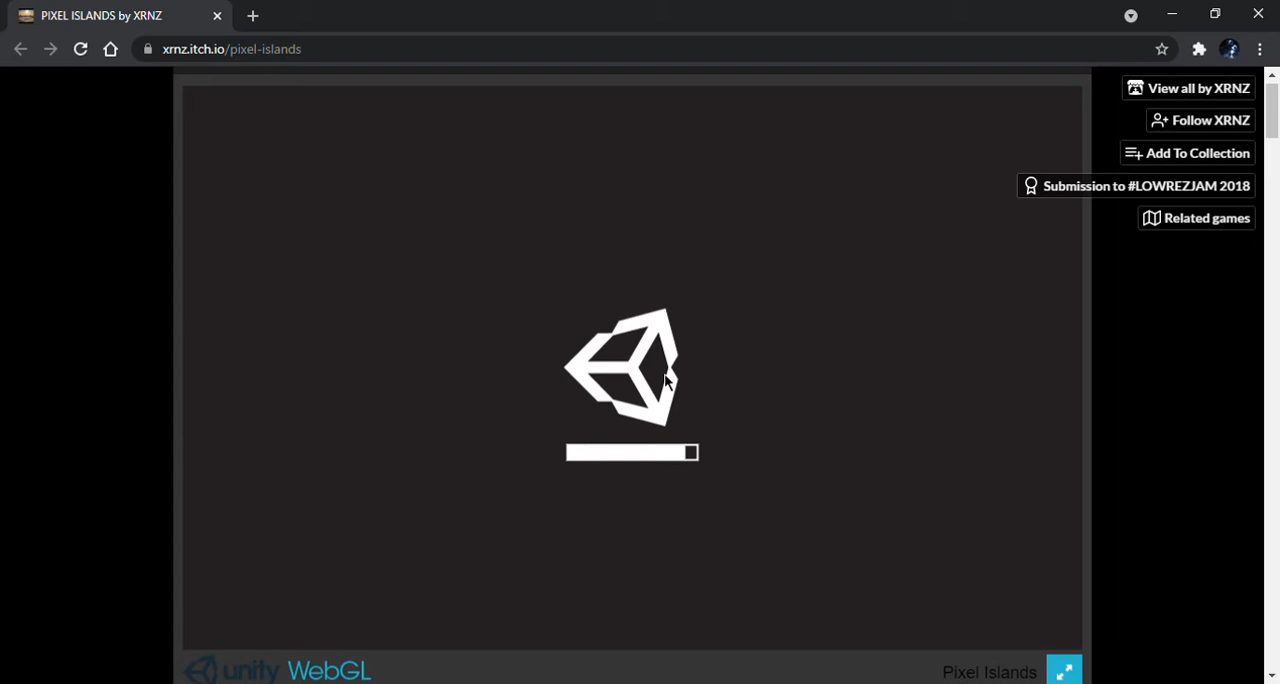 PIXEL ISLANDS by XRNZ
xrnz.itch.io/pixel-islands
View all by XRNZ
Follow XRNZ
Add To Collection
Submission to #LOWREZJAM 2018
Related games
unity WebGL
Pixel Islands